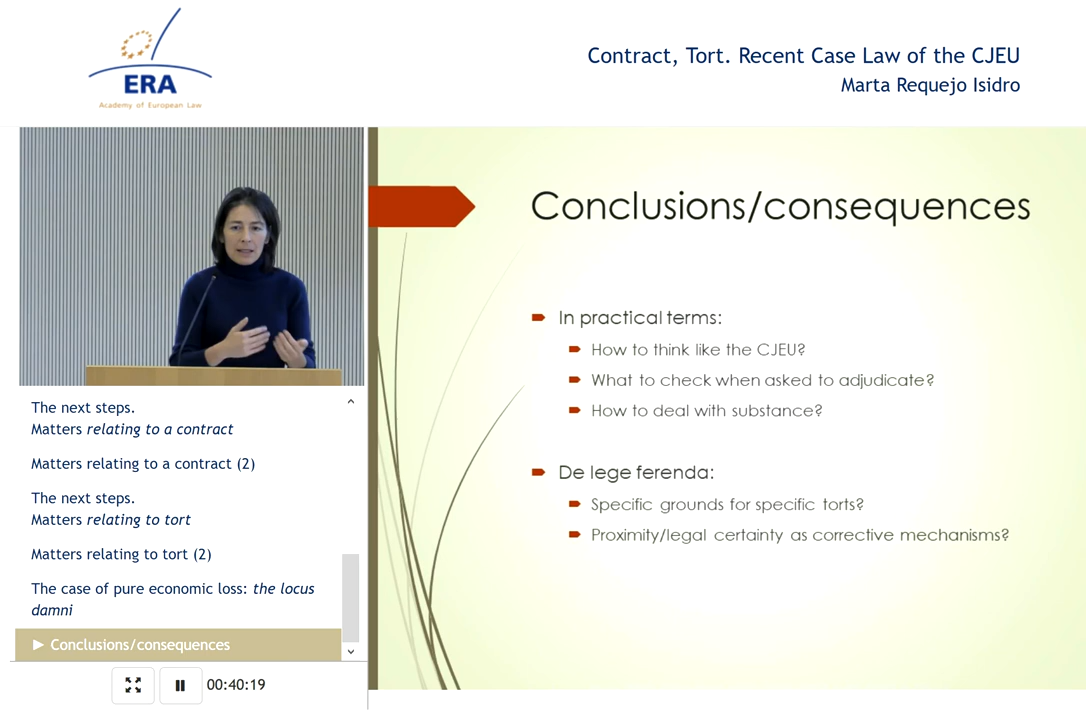 ERA
Academy of European Law
Contract, Tort. Recent Case Law of the CJEU
Marta Requejo Isidro
The next steps.
Matters relating to a contract
Matters relating to a contract (2)
The next steps.
Matters relating to tort
Matters relating to tort (2)
The case of pure economic loss: the locus
damni
Conclusions/consequences
00:40:19
Conclusions/consequences
In practical terms:
How to think like the CJEU?
What to check when asked to adjudicate?
How to deal with substance?
De lege ferenda:
Specific grounds for specific torts?
Proximity/legal certainty as corrective mechanisms?